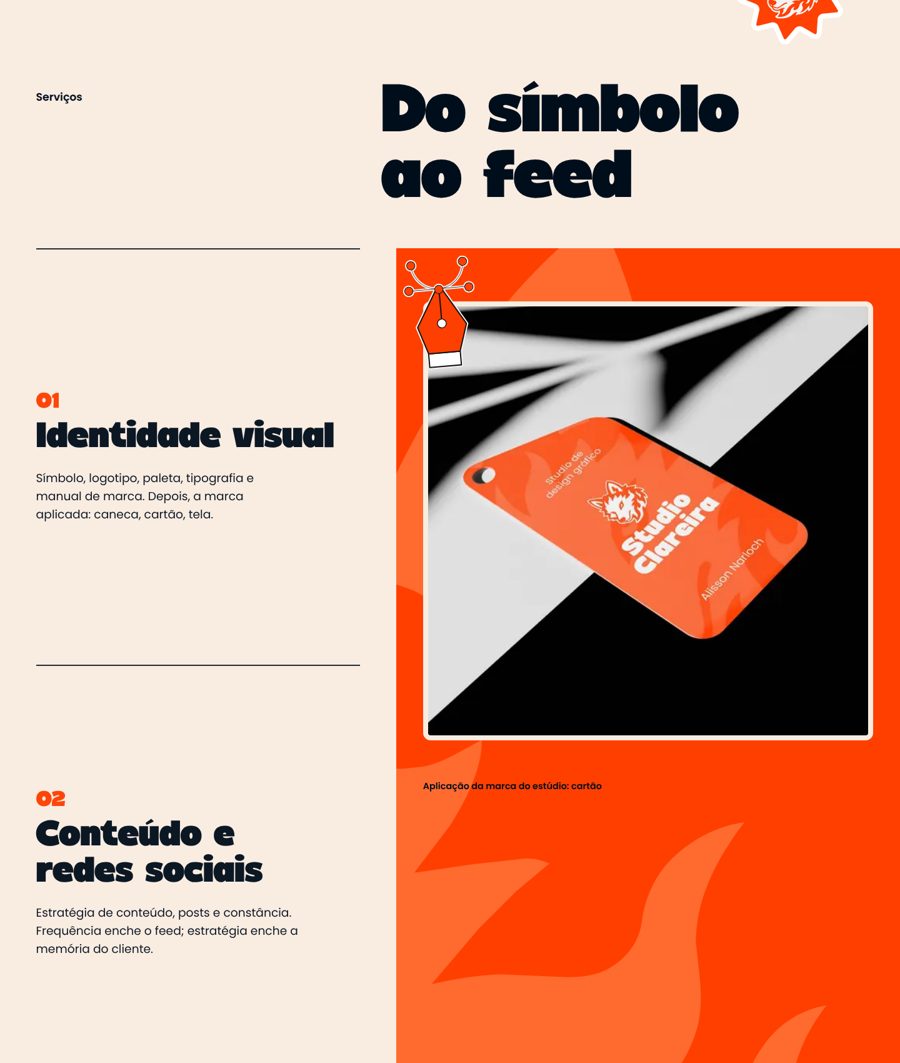 Serviços
Do símbolo
ao feed
01
Identidade visual
Símbolo, logotipo, paleta, tipografia e
manual de marca. Depois, a marca
aplicada: caneca, cartão, tela.
studio de
design gráfico
Studio
Clareira
Alisson Narloch
Aplicação da marca do estúdio: cartão
02
Conteúdo e
redes sociais
Estratégia de conteúdo, posts e constância.
Frequência enche o feed; estratégia enche a
memória do cliente.